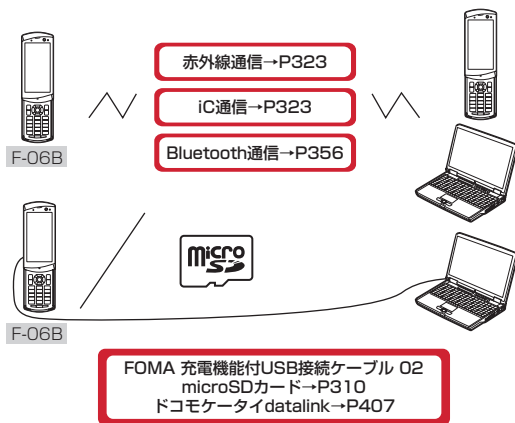 赤外線通信→P323
iC通信→P323
Bluetooth通信→P356
F-06B
micro
SD
F-06B
FOMA 充電機能付USB接続ケーブル 02
microSDカード→P310
ドコモケータイdatalink→P407